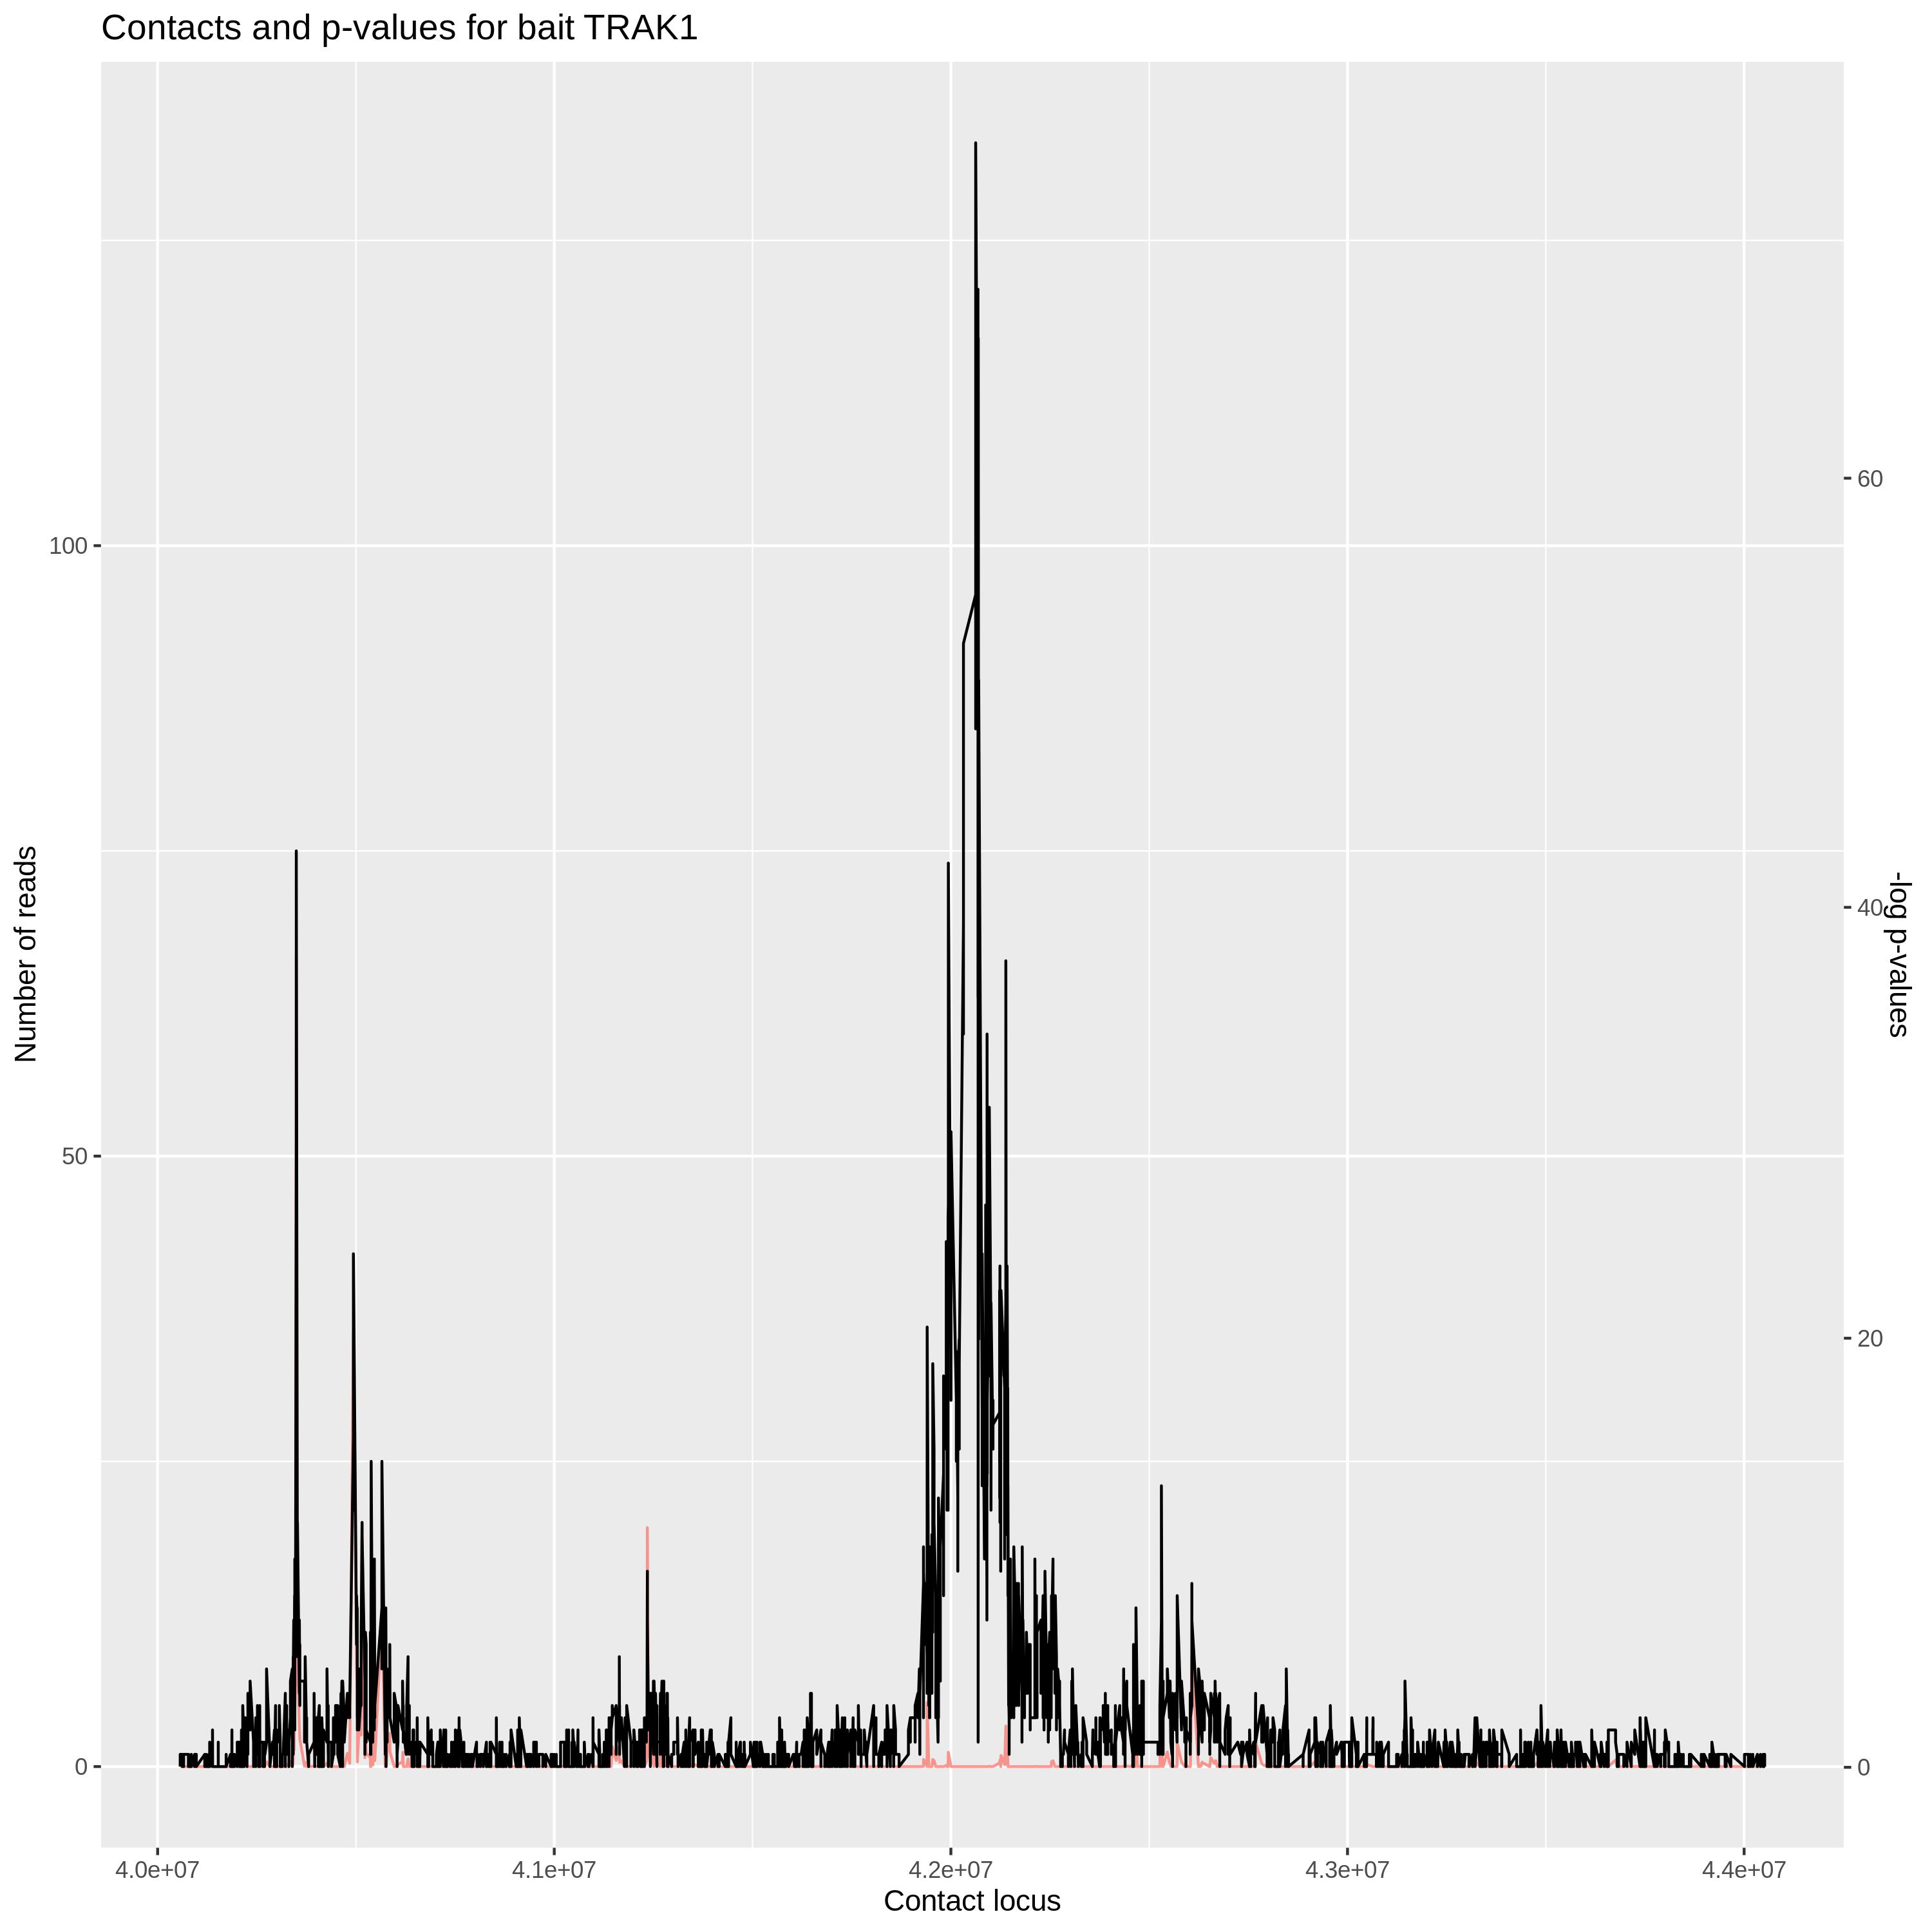 Contacts and p-values for bait TRAK1
Number of reads
100
50
0
60
40
20
0
-log p-values
4.0e+07
4.1e+07
4.2e+07
4.3e+07
4.4e+07
Contact locus